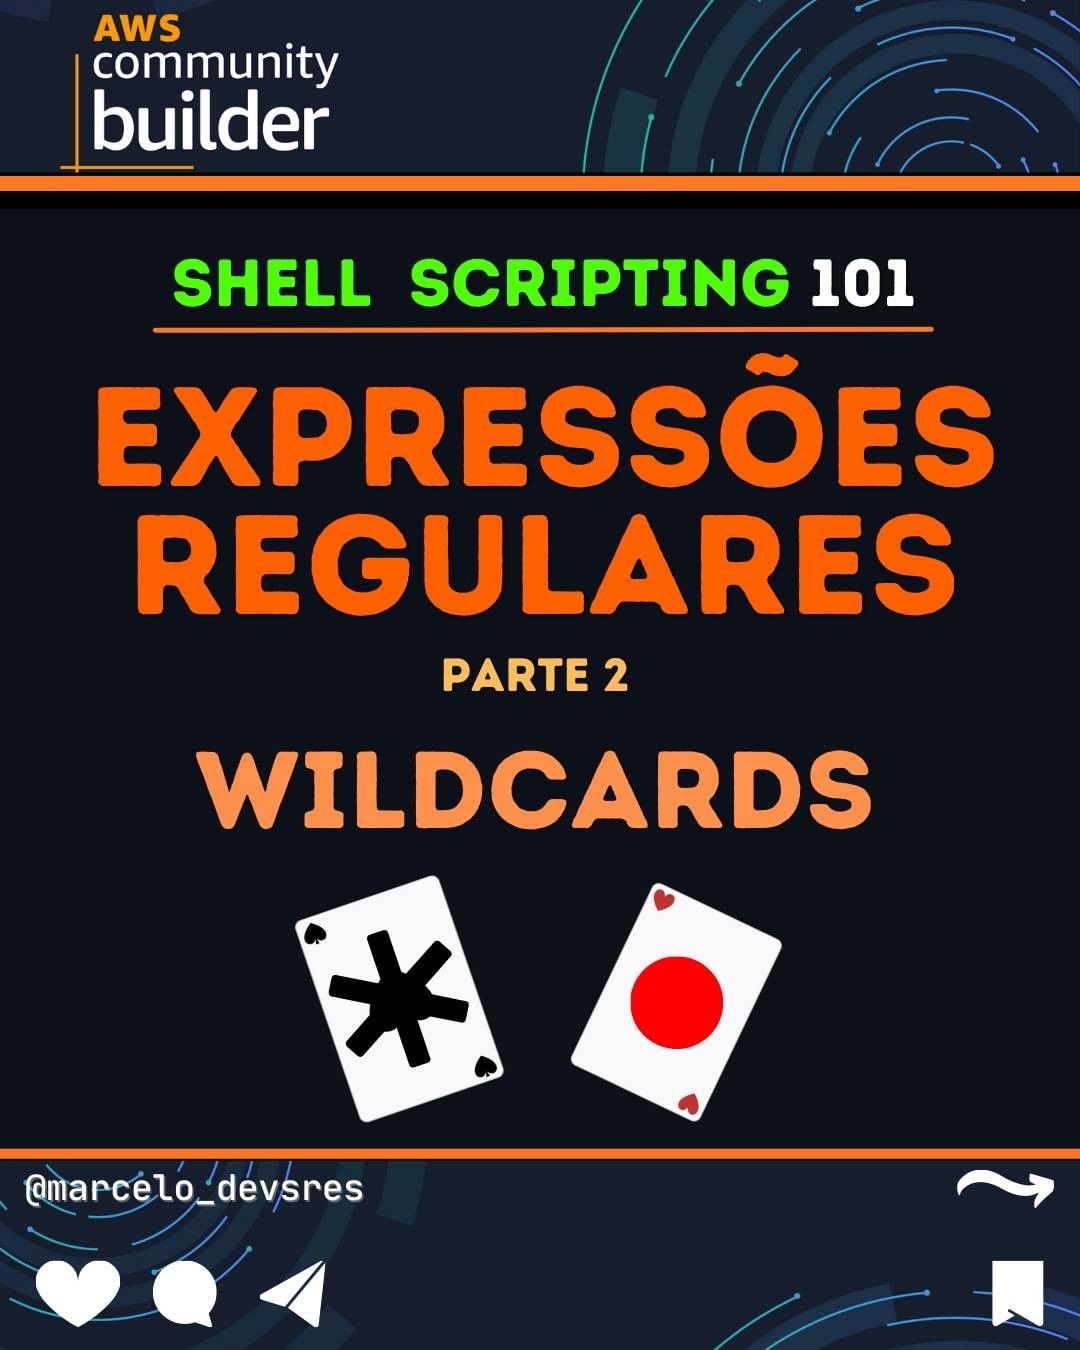 AWS
community
builder
SHELL SCRIPTING 101
EXPRESSÕES
REGULARES
PARTE 2
WILDCARDS
@marcelo_devsres